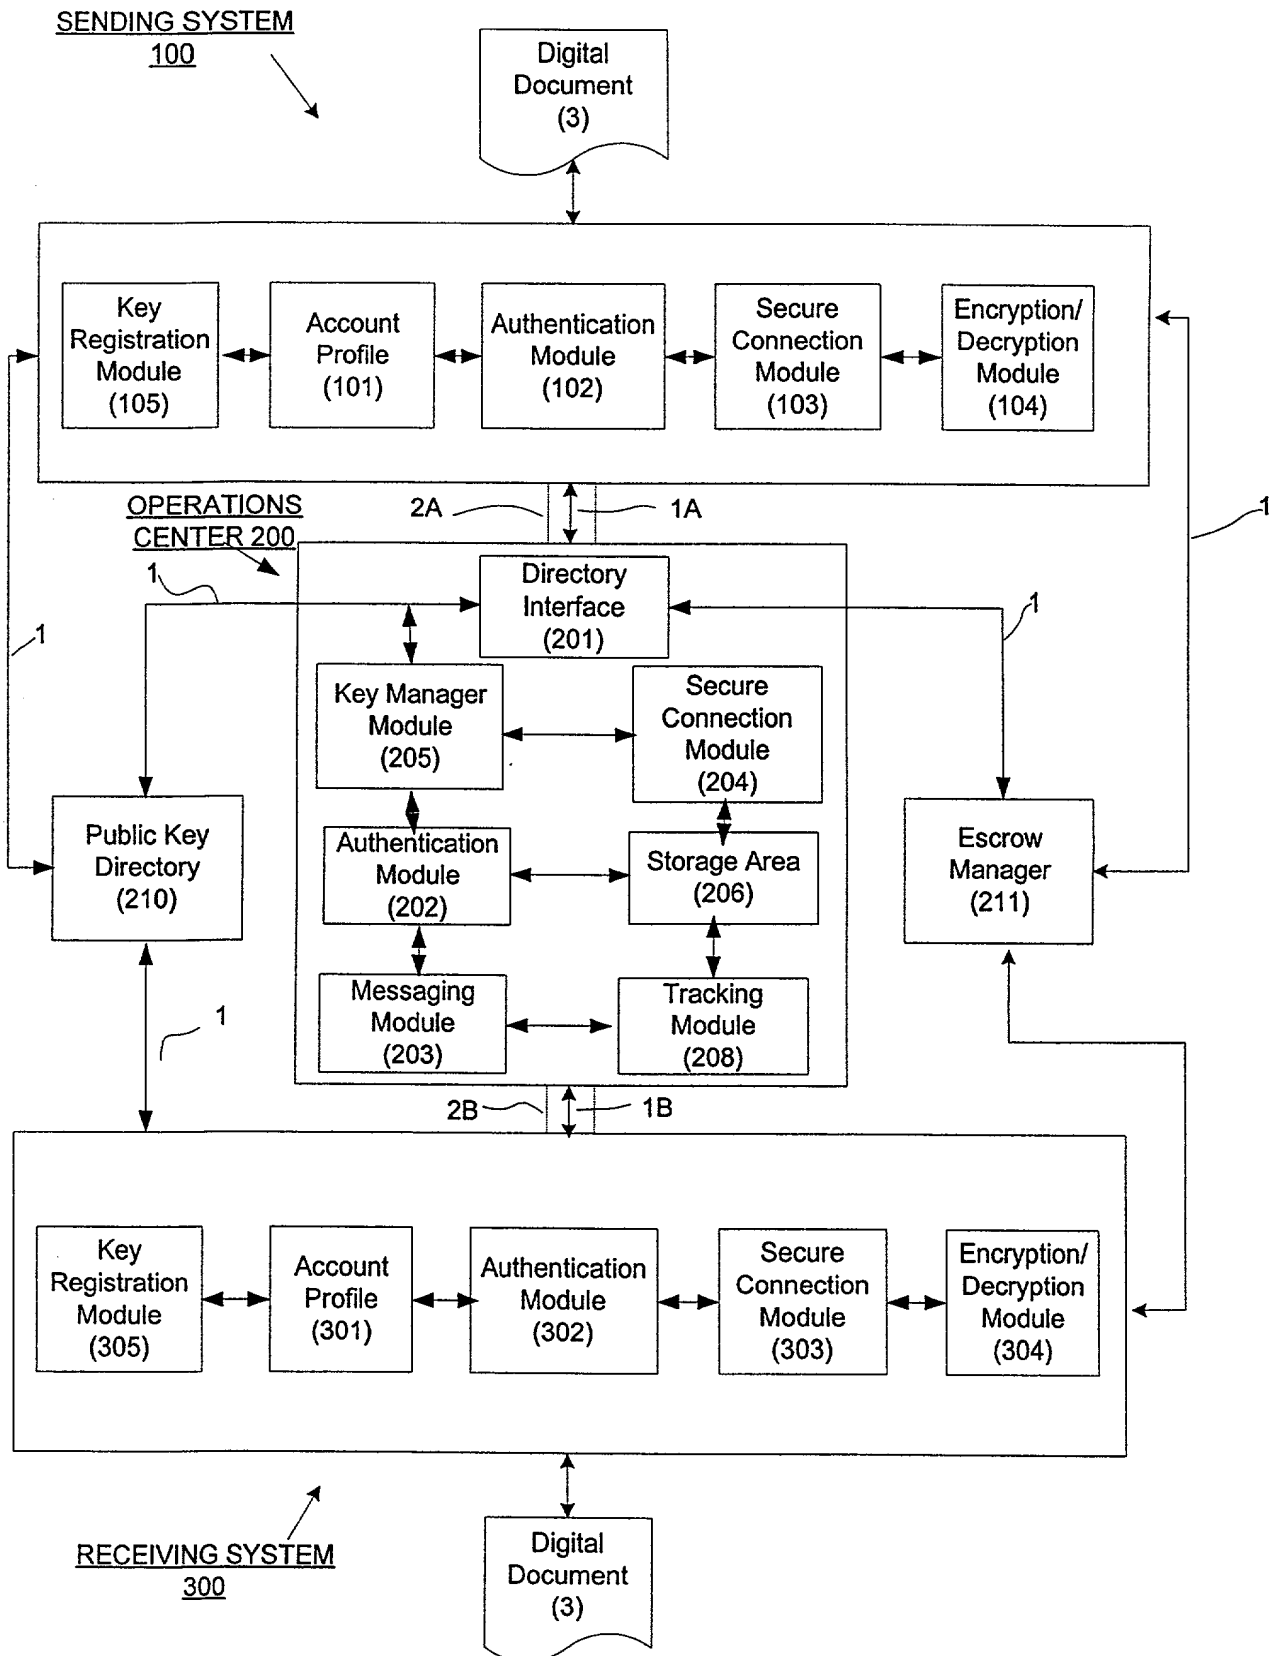 SENDING SYSTEM
100
Digital
Document
(3)
Key
Registration
Module
(105)
Account
Profile
(101)
Authentication
Module
(102)
Secure
Connection
Module
(103)
Encryption/
Decryption
Module
(104)
OPERATIONS
CENTER 200
2A
1A
1
1
1
1
Directory
Interface
(201)
Key Manager
Module
(205)
Secure
Connection
Module
(204)
Public Key
Directory
(210)
Authentication
Module
(202)
Storage Area
(206)
Escrow
Manager
(211)
Messaging
Module
(203)
Tracking
Module
(208)
1
2B
1B
Key
Registration
Module
(305)
Account
Profile
(301)
Authentication
Module
(302)
Secure
Connection
Module
(303)
Encryption/
Decryption
Module
(304)
RECEIVING SYSTEM
300
Digital
Document
(3)